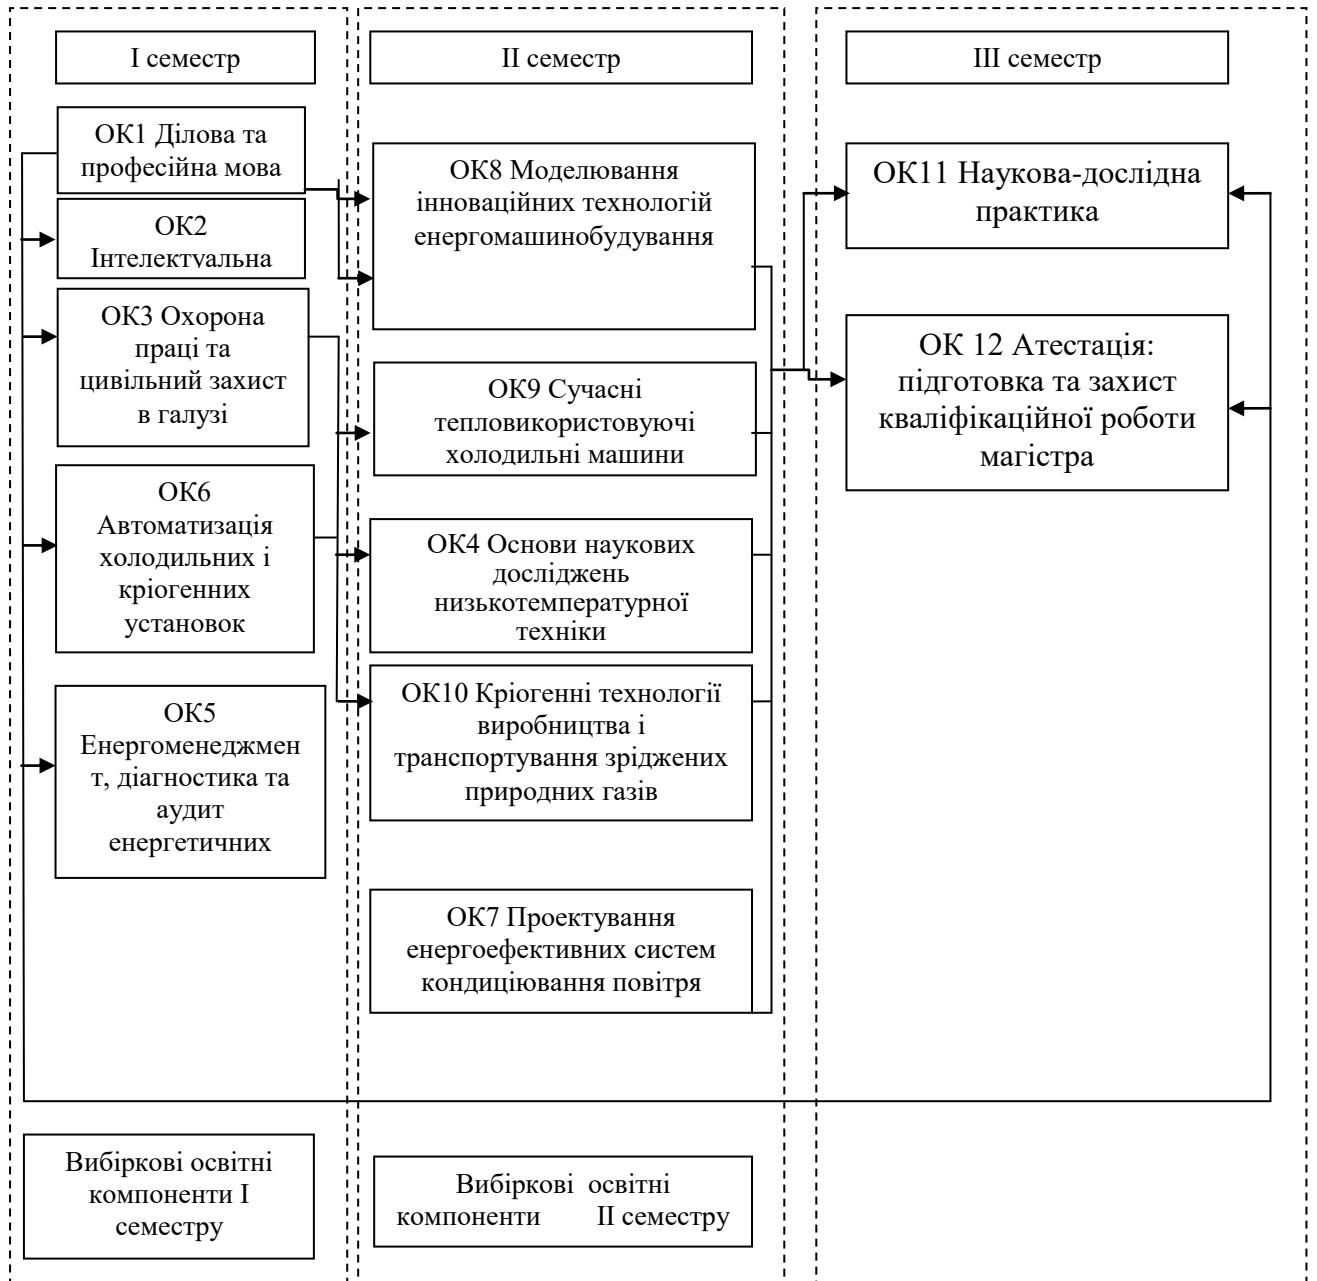 І семестр
ОК1 Ділова та
професійна мова
ОК2
Інтелектуальна
ОК3 Охорона
праці та
цивільний захист
в галузі
ОК6
Автоматизація
холодильних і
кріогенних
установок
ОК5
Енергоменеджмен
т, діагностика та
аудит
енергетичних
Вибіркові освітні
компоненти І
семестру
ІІ семестр
ОК8 Моделювання
інноваційних технологій
енергомашинобудування
ОК9 Сучасні
тепловикористовуючі
холодильні машини
ОК4 Основи наукових
досліджень
низькотемпературної
техніки
ОК10 Кріогенні технології
виробництва і
транспортування зріджених
природних газів
ОК7 Проектування
енергоефективних систем
кондиціювання повітря
Вибіркові освітні
компоненти ІІ семестру
ІІІ семестр
ОК11 Наукова-дослідна
практика
ОК 12 Атестація:
підготовка та захист
кваліфікаційної роботи
магістра